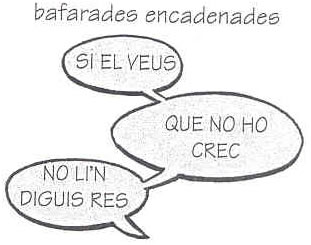 bafarades encadenades
SI EL VEUS
QUE NO HO
CREC
NO LI'N
DIGUIS RES